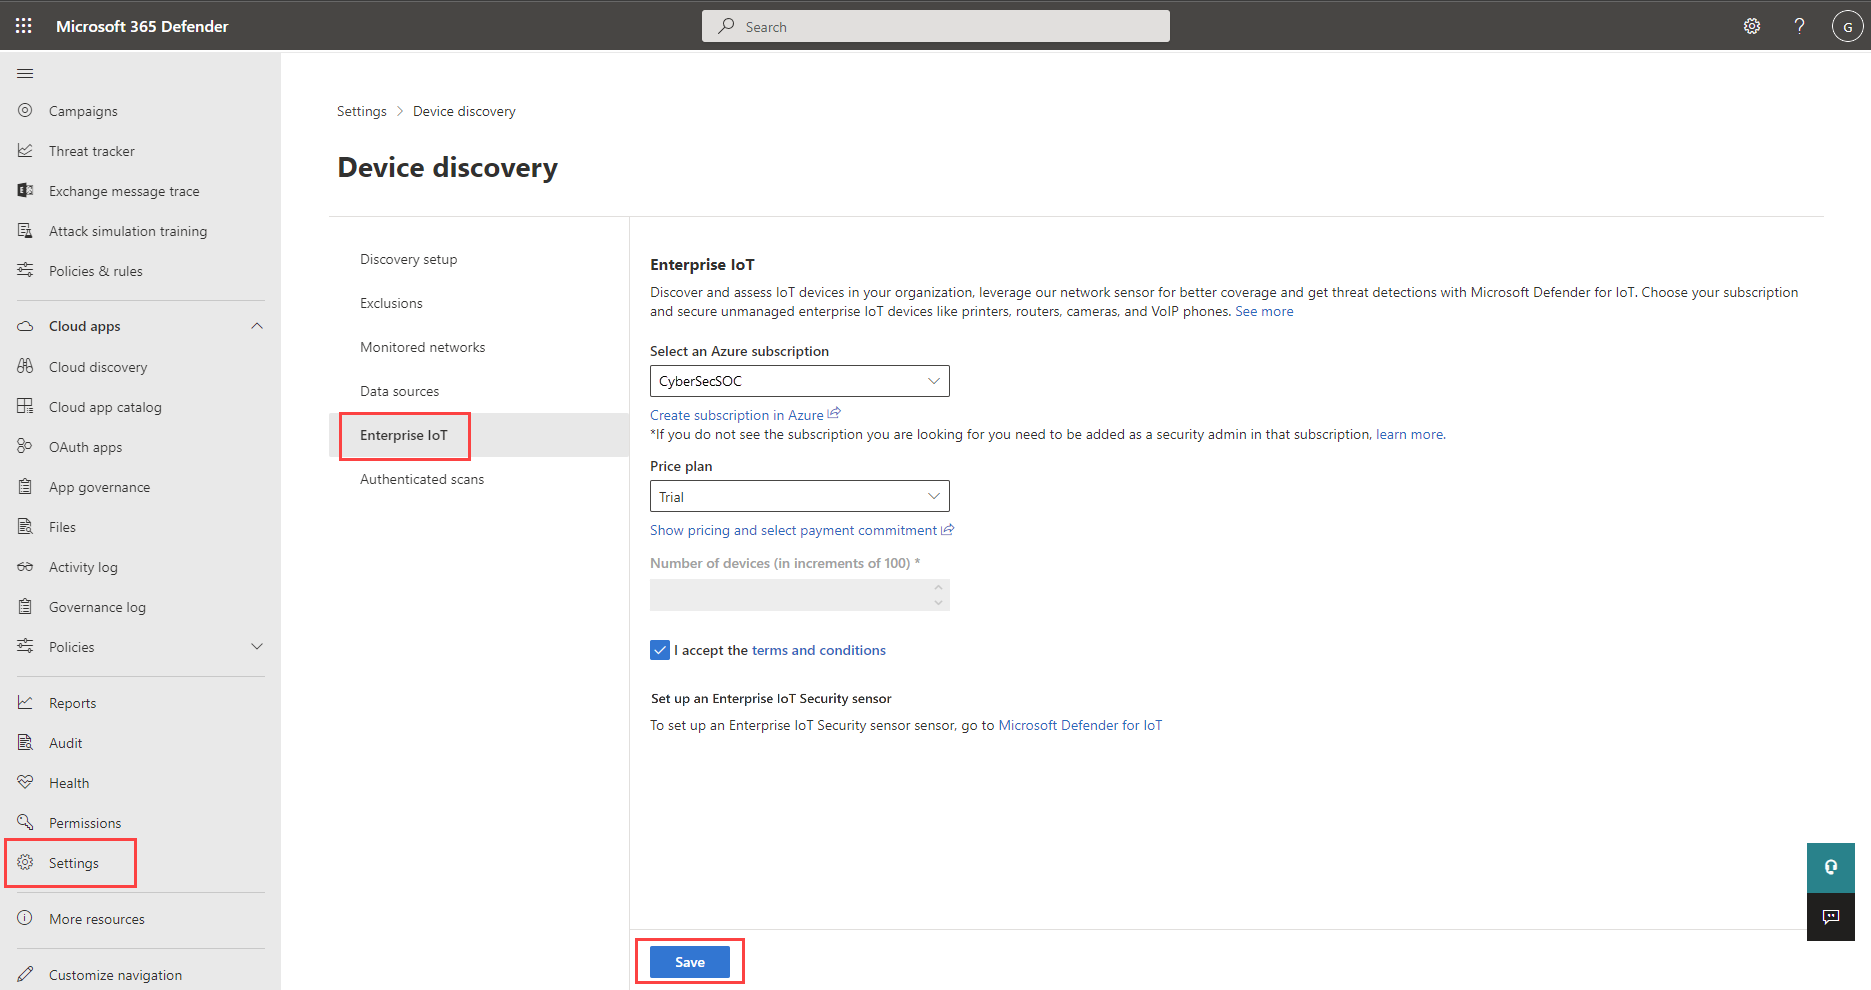 Microsoft 365 Defender
Search
?
G
Campaigns
Threat tracker
Exchange message trace
Attack simulation training
Policies & rules
Cloud apps
Cloud discovery
Cloud app catalog
OAuth apps
App governance
Files
Activity log
Governance log
Policies
Reports
Audit
Health
Permissions
Settings
More resources
Customize navigation
Settings > Device discovery
Device discovery
Discovery setup
Exclusions
Monitored networks
Data sources
Enterprise IoT
Authenticated scans
Enterprise IoT
Discover and assess IoT devices in your organization, leverage our network sensor for better coverage and get threat detections with Microsoft Defender for IoT. Choose your subscription
and secure unmanaged enterprise IoT devices like printers, routers, cameras, and VoIP phones. See more
Select an Azure subscription
CyberSecSOC
Create subscription in Azure
*If you do not see the subscription you are looking for you need to be added as a security admin in that subscription, learn more.
Price plan
Trial
Show pricing and select payment commitment
Number of devices (in increments of 100) *
I accept the terms and conditions
Set up an Enterprise IoT Security sensor
To set up an Enterprise IoT Security sensor sensor, go to Microsoft Defender for IoT
Save